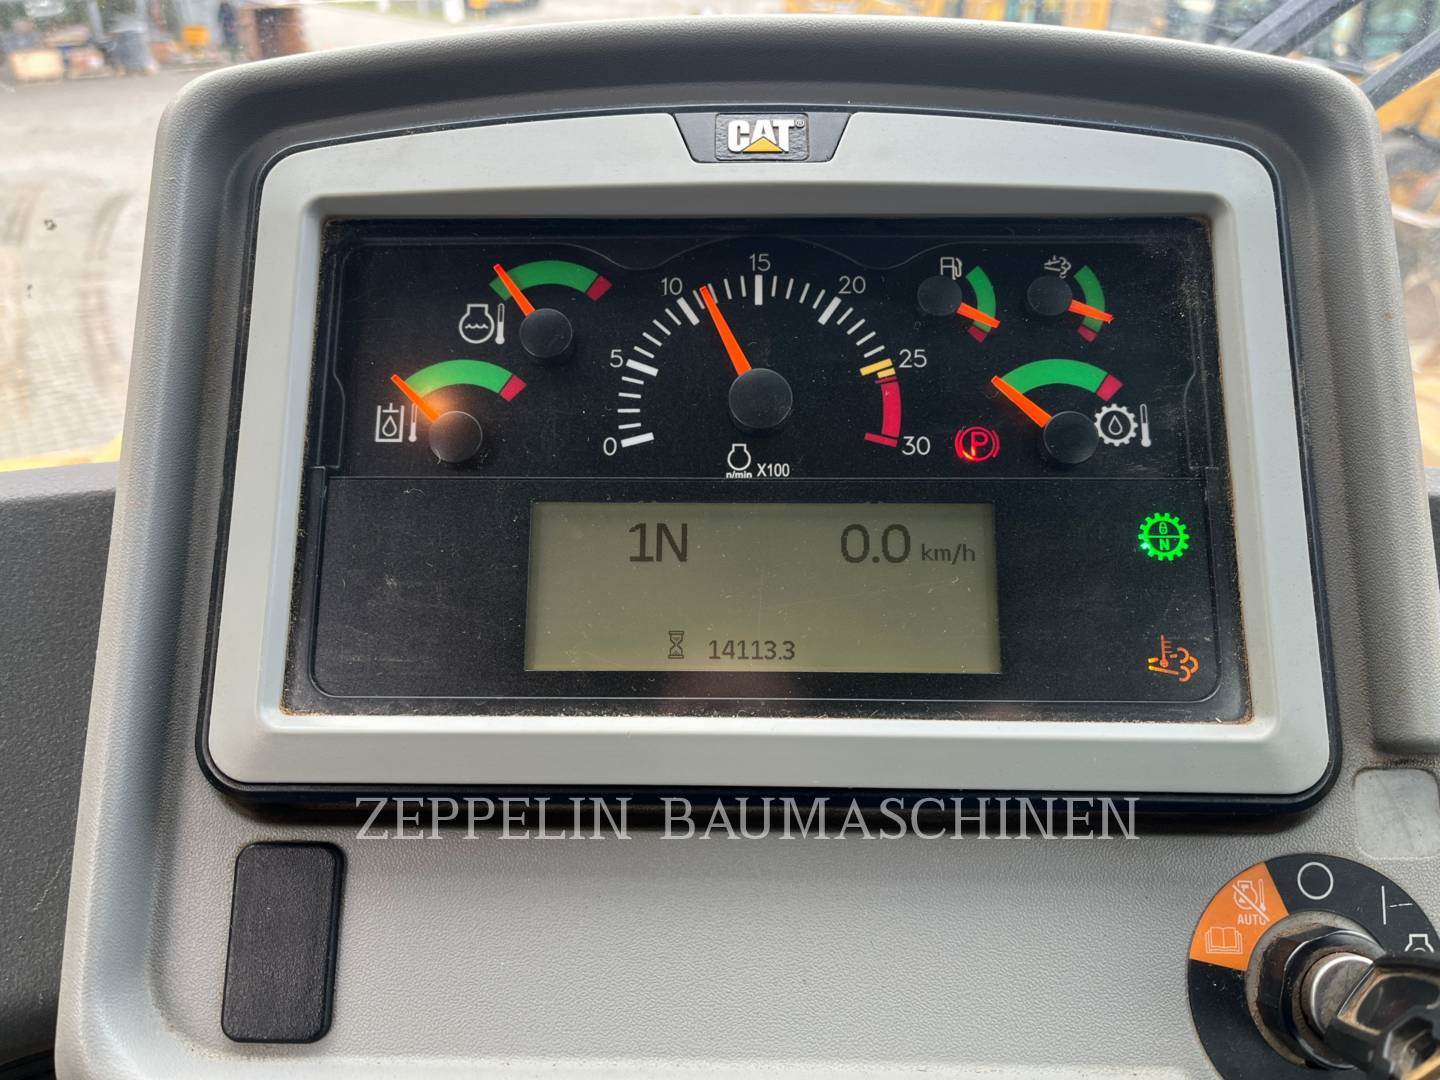 CAT
15
10
20
5
25
0
30
n/min X100
P
1N 0.0 km/h
N
14113.3
ZEPPELIN BAUMASCHINEN
AUTO